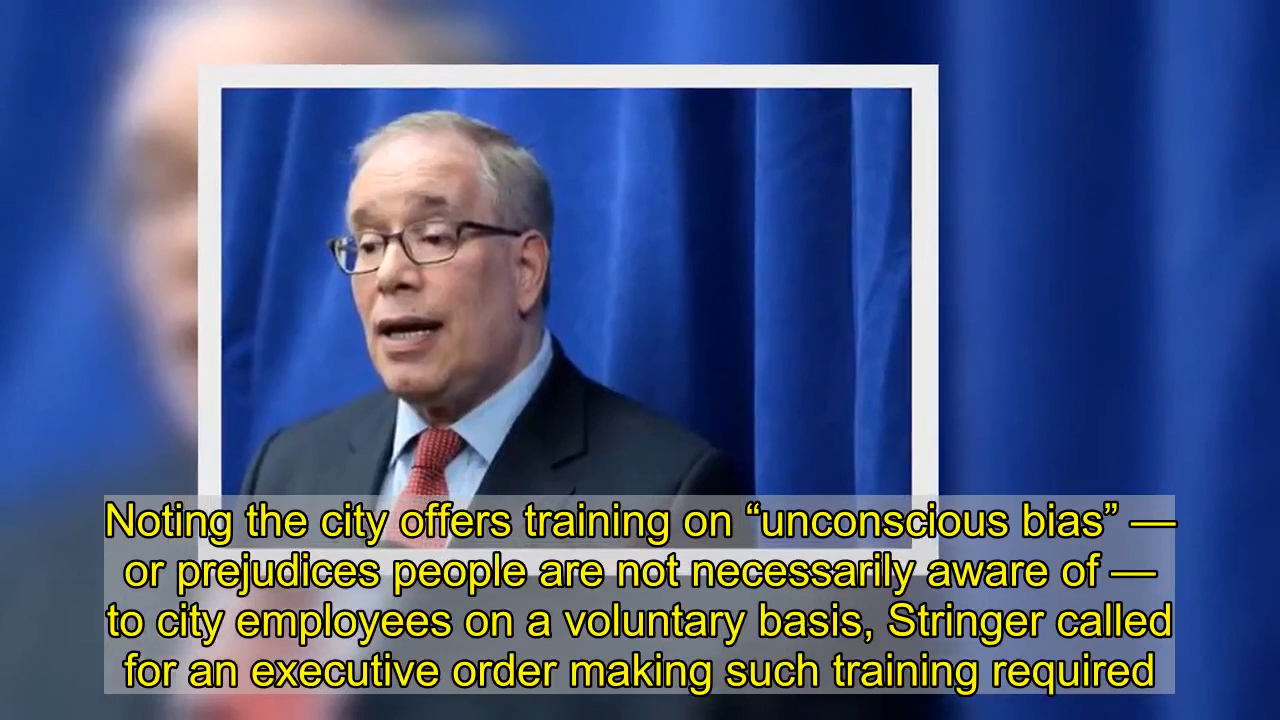 Noting the city offers training on “unconscious bias” —
or prejudices people are not necessarily aware of —
to city employees on a voluntary basis, Stringer called
for an executive order making such training required